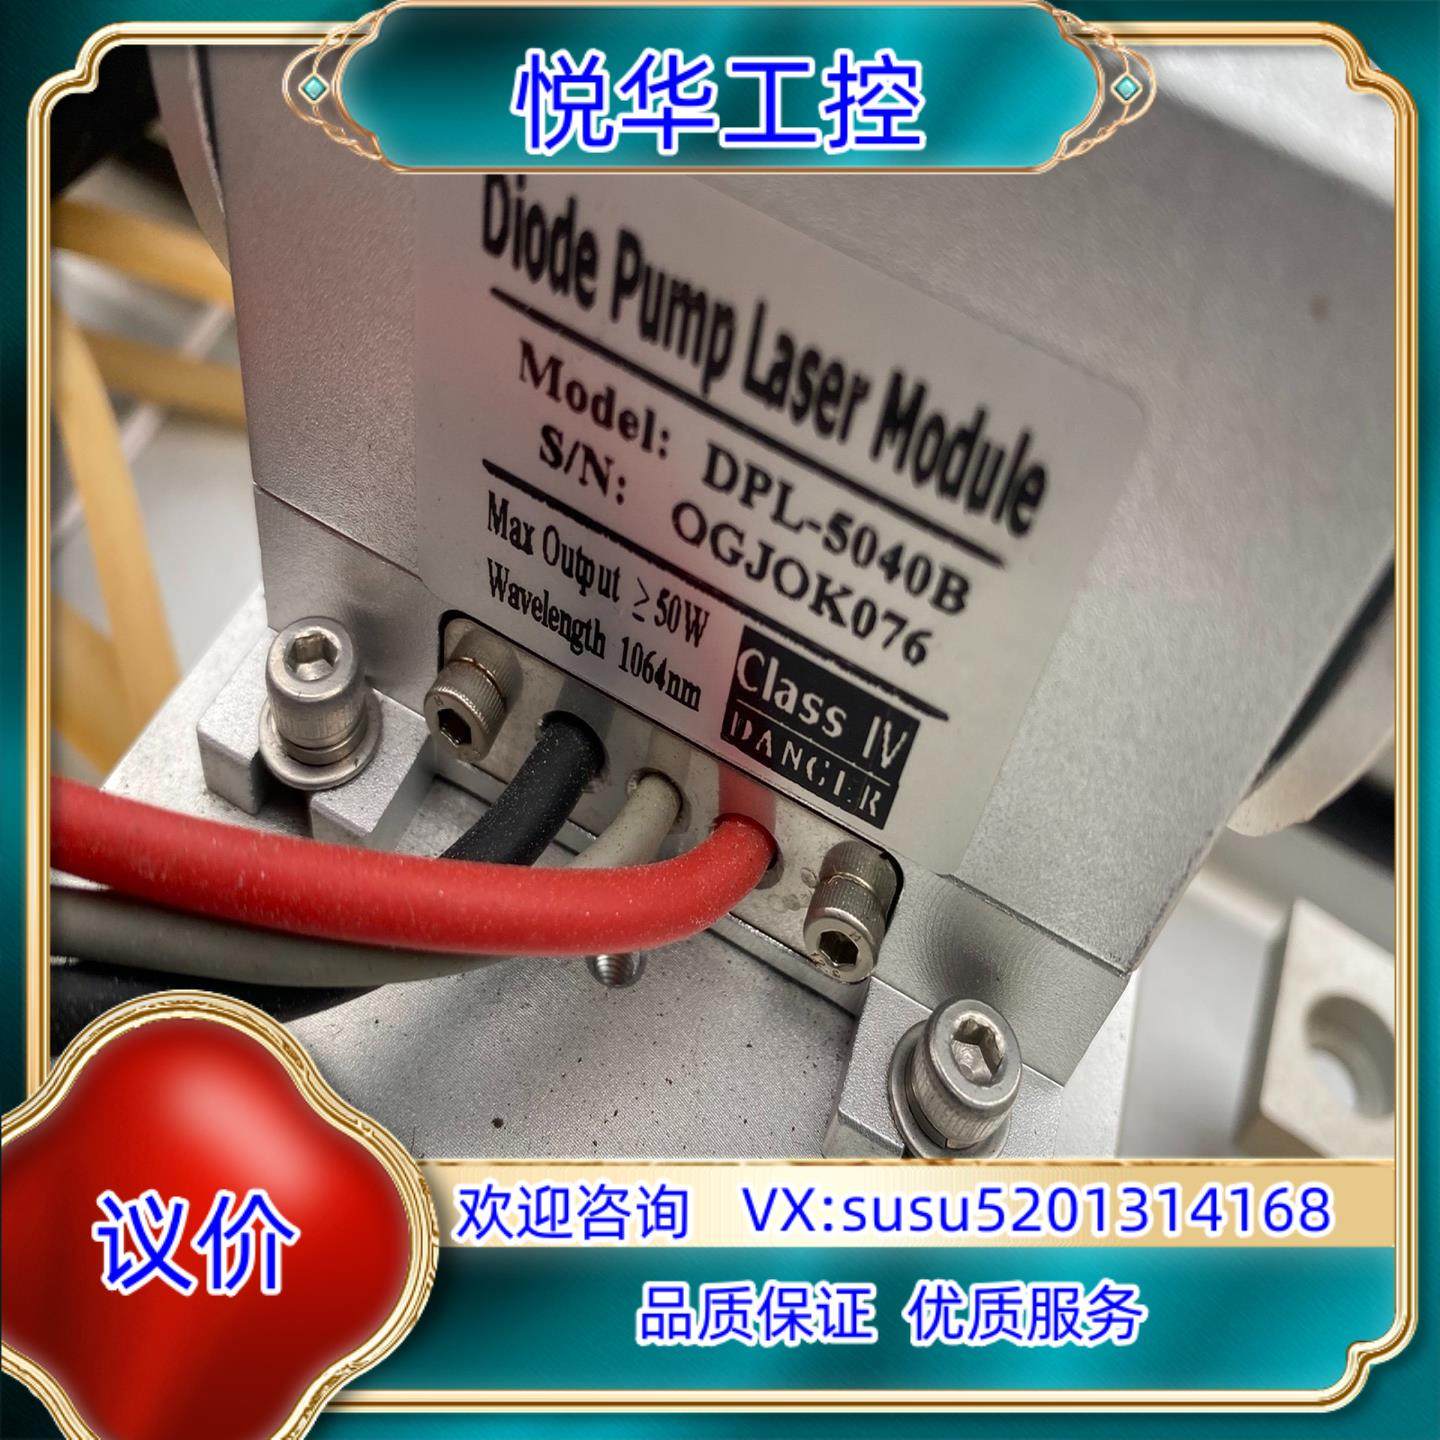 悦华工控
Diode Pump Laser Module
Model: DPL-5040B
S/N: OGJOK076
Max Output ≥50W
Wavelength 1064nm
Class IV
DANGER
议价
欢迎咨询 VX:susu5201314168
品质保证 优质服务